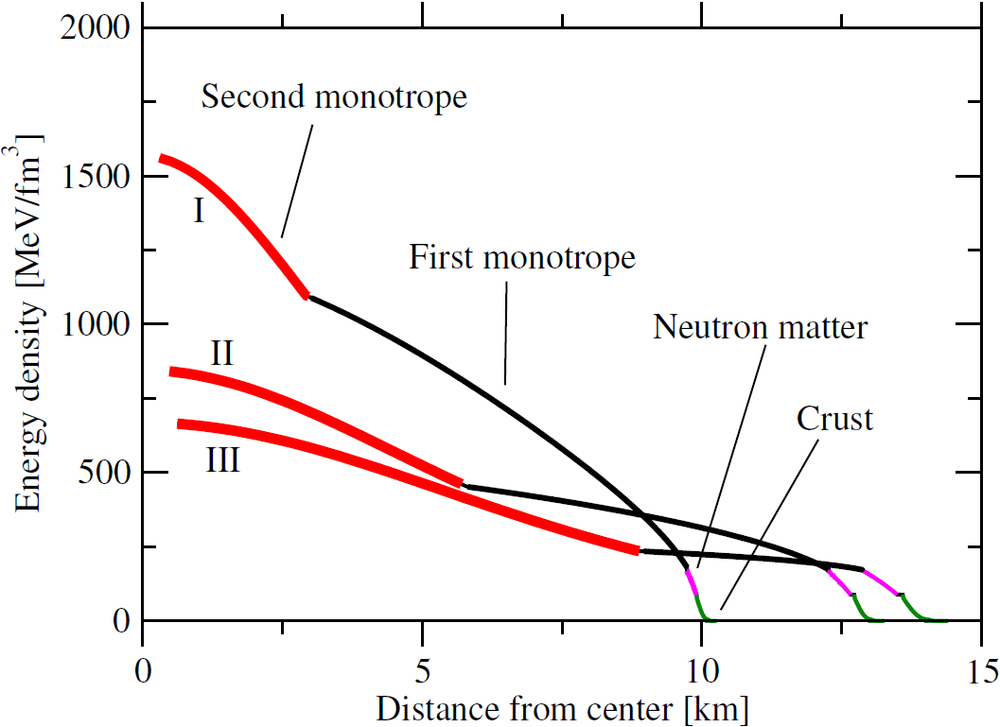 2000
Second monotrope
1500
I
First monotrope
1000
Neutron matter
II
Crust
500
III
0
0
5
10
15
Distance from center [km]
Energy density [MeV/fm³]